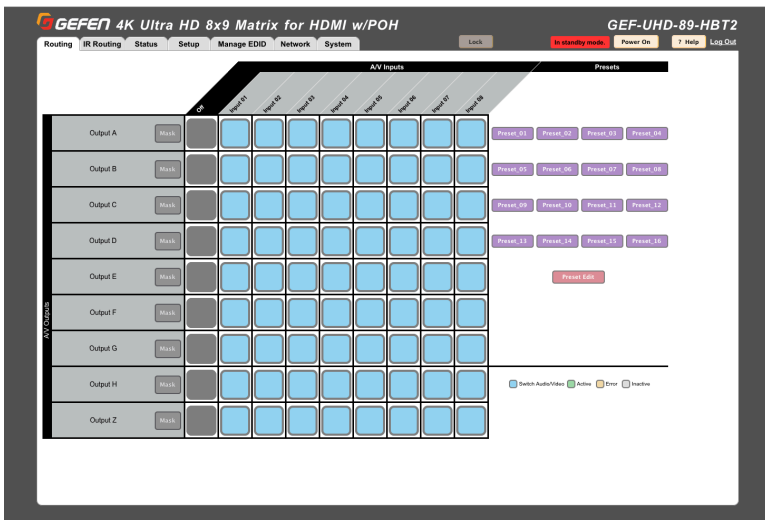 GEFEN 4K Ultra HD 8x9 Matrix for HDMI w/POH
GEF-UHD-89-HBT2
Routing IR Routing Status Setup Manage EDID Network System
Lock
In standby mode. Power On
? Help Log Out
A/V Inputs
Presets
Off Input 01 Input 02 Input 03 Input 04 Input 05 Input 06 Input 07 Input 08
A/V Outputs
Output A Mask
Preset_01 Preset_02 Preset_03 Preset_04
Output B Mask
Preset_05 Preset_06 Preset_07 Preset_08
Output C Mask
Preset_09 Preset_10 Preset_11 Preset_12
Output D Mask
Preset_13 Preset_14 Preset_15 Preset_16
Output E Mask
Preset Edit
Output F Mask
Output G Mask
Output H Mask
Switch Audio/Video Active Error Inactive
Output Z Mask